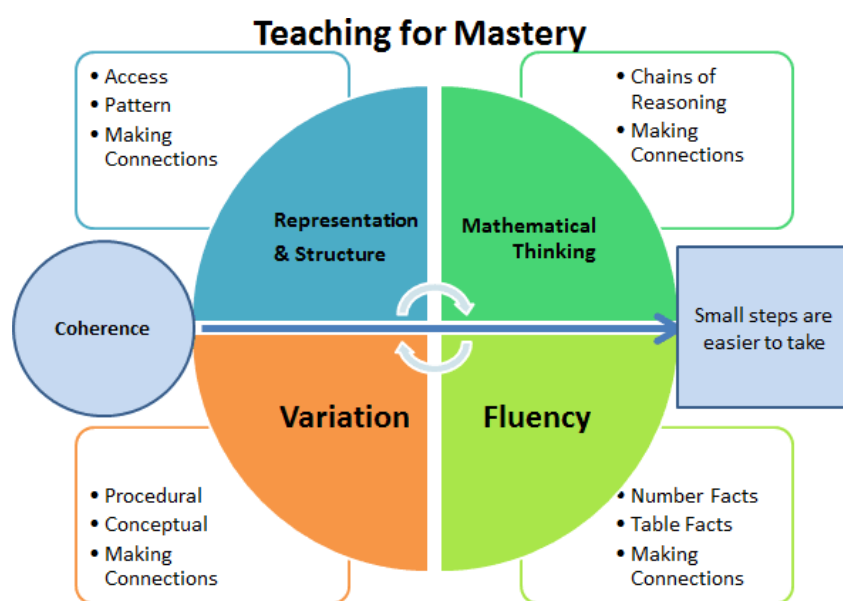 Teaching for Mastery
• Access
• Pattern
• Making
Connections
• Chains of
Reasoning
• Making
Connections
Representation
& Structure
Mathematical
Thinking
Coherence
Small steps are
easier to take
Variation
Fluency
• Procedural
• Conceptual
• Making
Connections
• Number Facts
• Table Facts
• Making
Connections